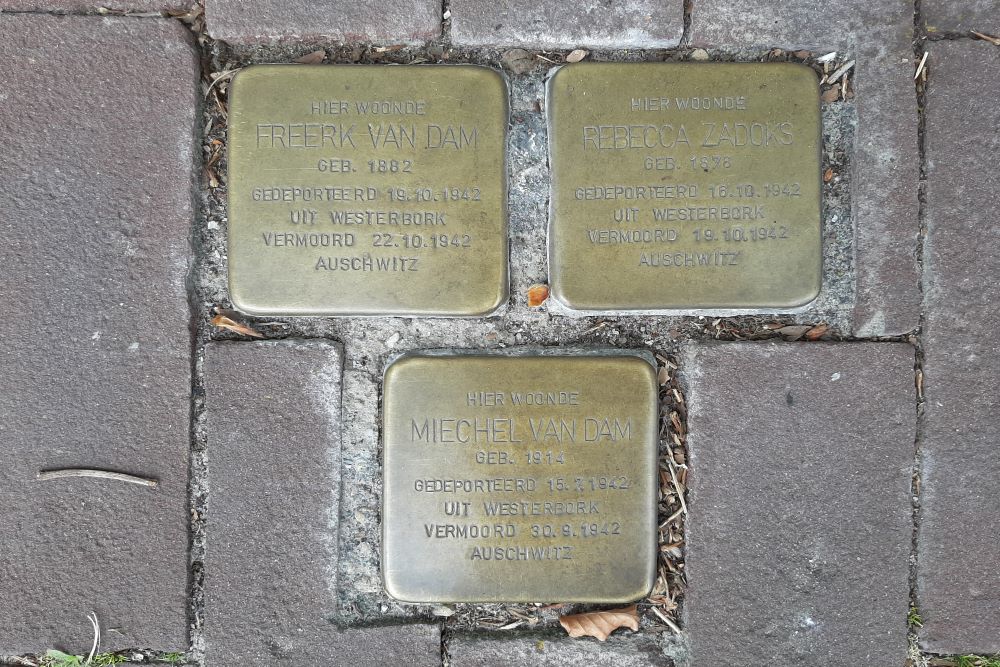 HIER WOONDE
FREERK VAN DAM
GEB. 1882
GEDEPORTEERD 19.10.1942
UIT WESTERBORK
VERMOORD 22.10.1942
AUSCHWITZ
HIER WOONDE
REBECCA ZADOKS
GEB. 1878
GEDEPORTEERD 16.10.1942
UIT WESTERBORK
VERMOORD 19.10.1942
AUSCHWITZ
HIER WOONDE
MIECHEL VAN DAM
GEB. 1914
GEDEPORTEERD 15.7.1942
UIT WESTERBORK
VERMOORD 30.9.1942
AUSCHWITZ